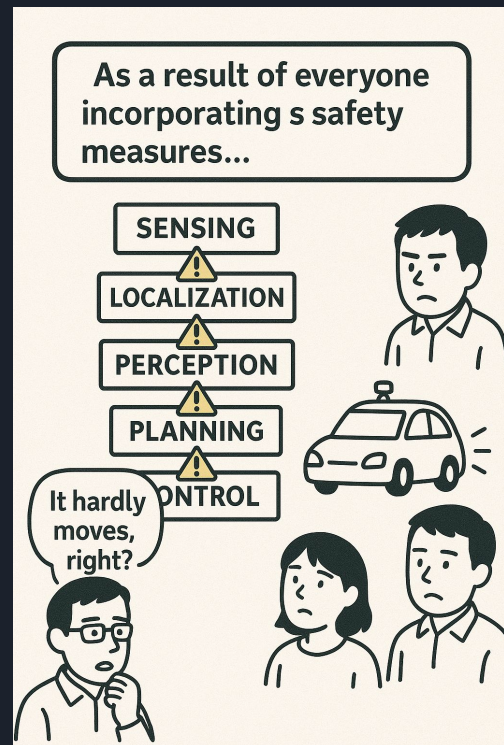 As a result of everyone
incorporating s safety
measures...
SENSING
!
LOCALIZATION
!
PERCEPTION
!
PLANNING
!
ONTROL
It hardly
moves,
right?